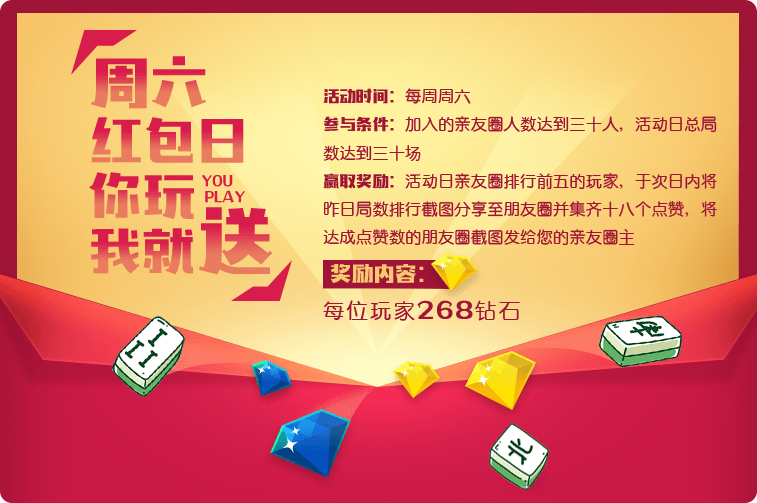 周六
红包日
你玩
YOU
PLAY
我就送
活动时间：每周周六
参与条件：加入的亲友圈人数达到三十人，活动日总局
数达到三十场
赢取奖励：活动日亲友圈排行前五的玩家，于次日内将
昨日局数排行截图分享至朋友圈并集齐十八个点赞，将
达成点赞数的朋友圈截图发给您的亲友圈主
奖励内容：
每位玩家268钻石
北